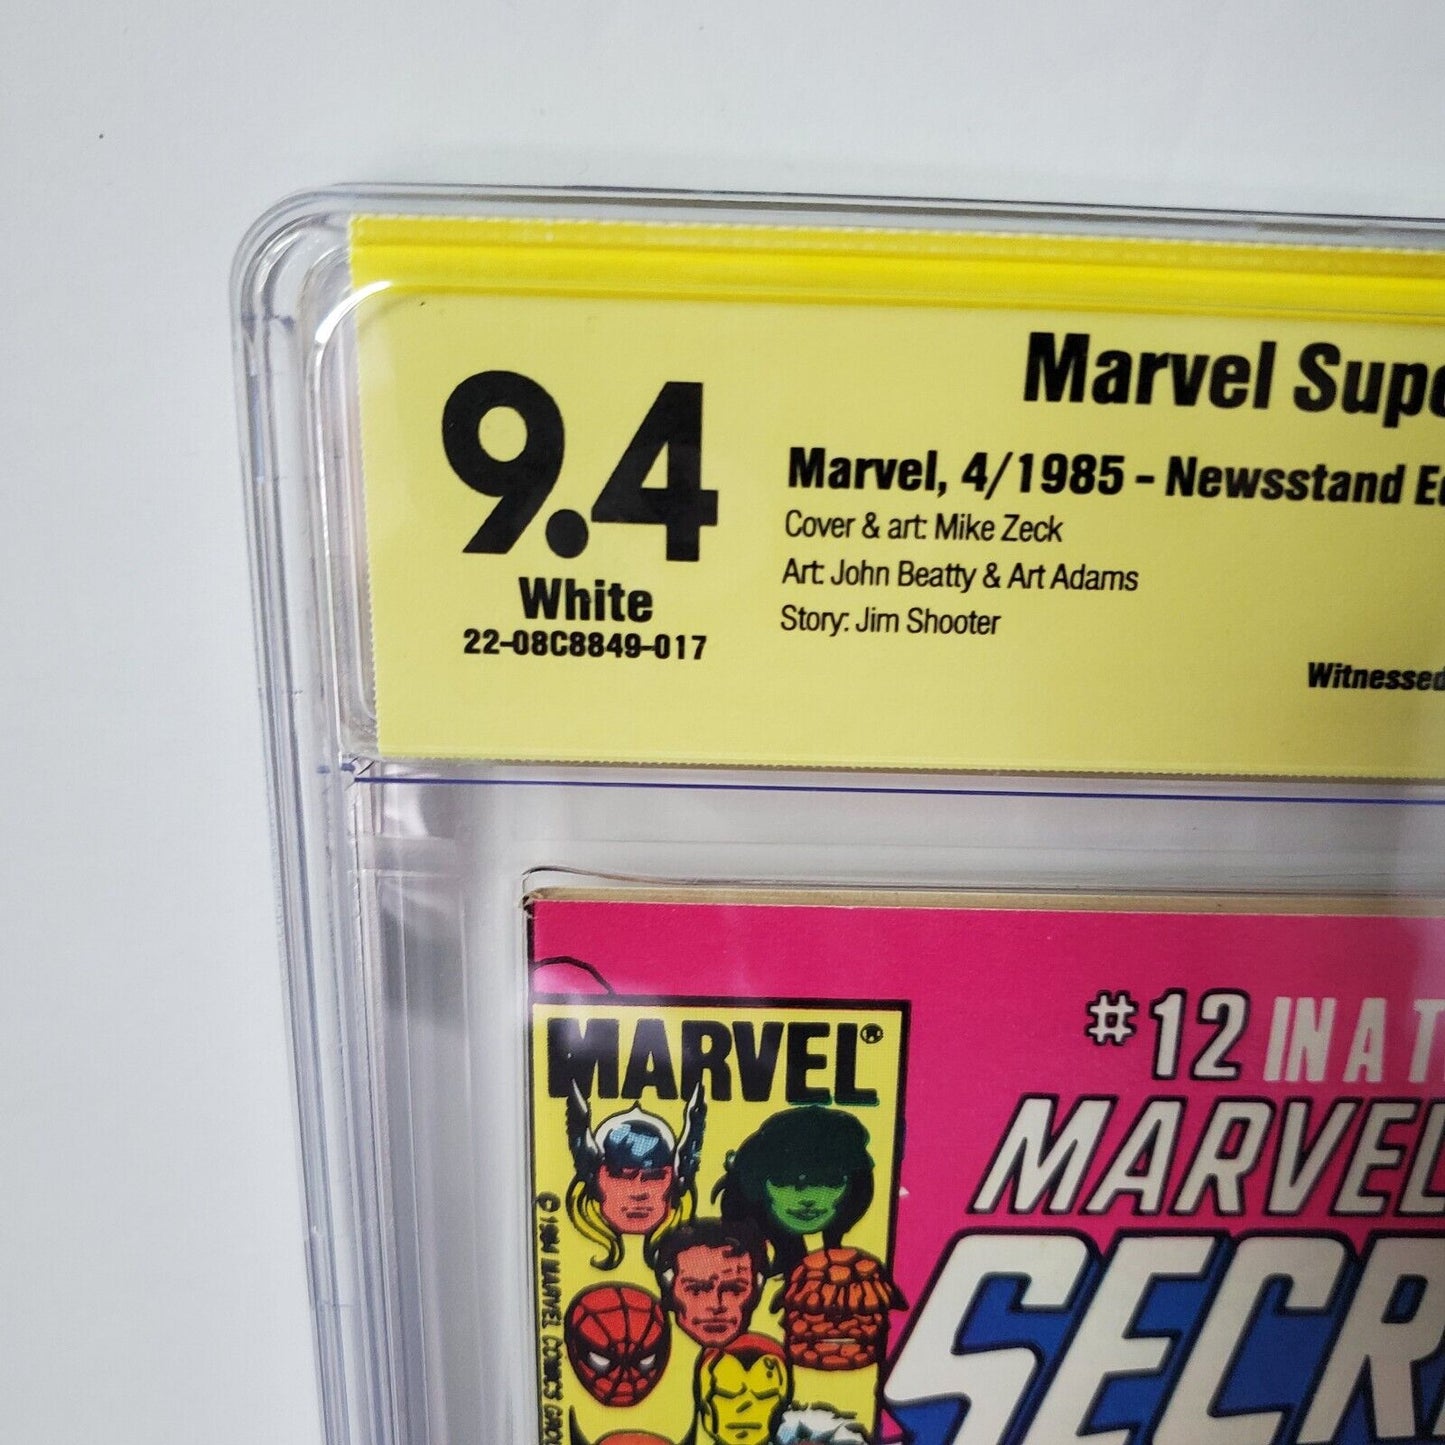 9.4
White
22-08C8849-017
Marvel Supe
Marvel, 4/1985 - Newsstand Ed
Cover & art: Mike Zeck
Art: John Beatty & Art Adams
Story: Jim Shooter
Witnessed
MARVEL®
© 1984 MARVEL COMICS GROU
#12 IN A T
MARVEL
SECR